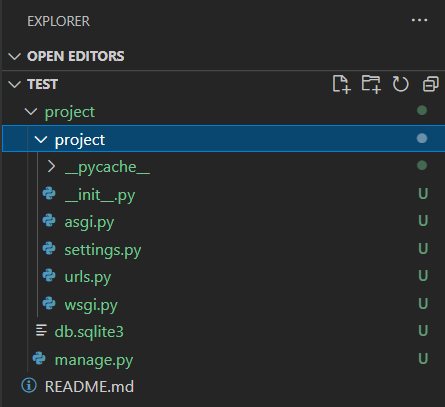 EXPLORER
OPEN EDITORS
TEST
project
project
__pycache__
__init__.py U
asgi.py U
settings.py U
urls.py U
wsgi.py U
db.sqlite3 U
manage.py U
README.md